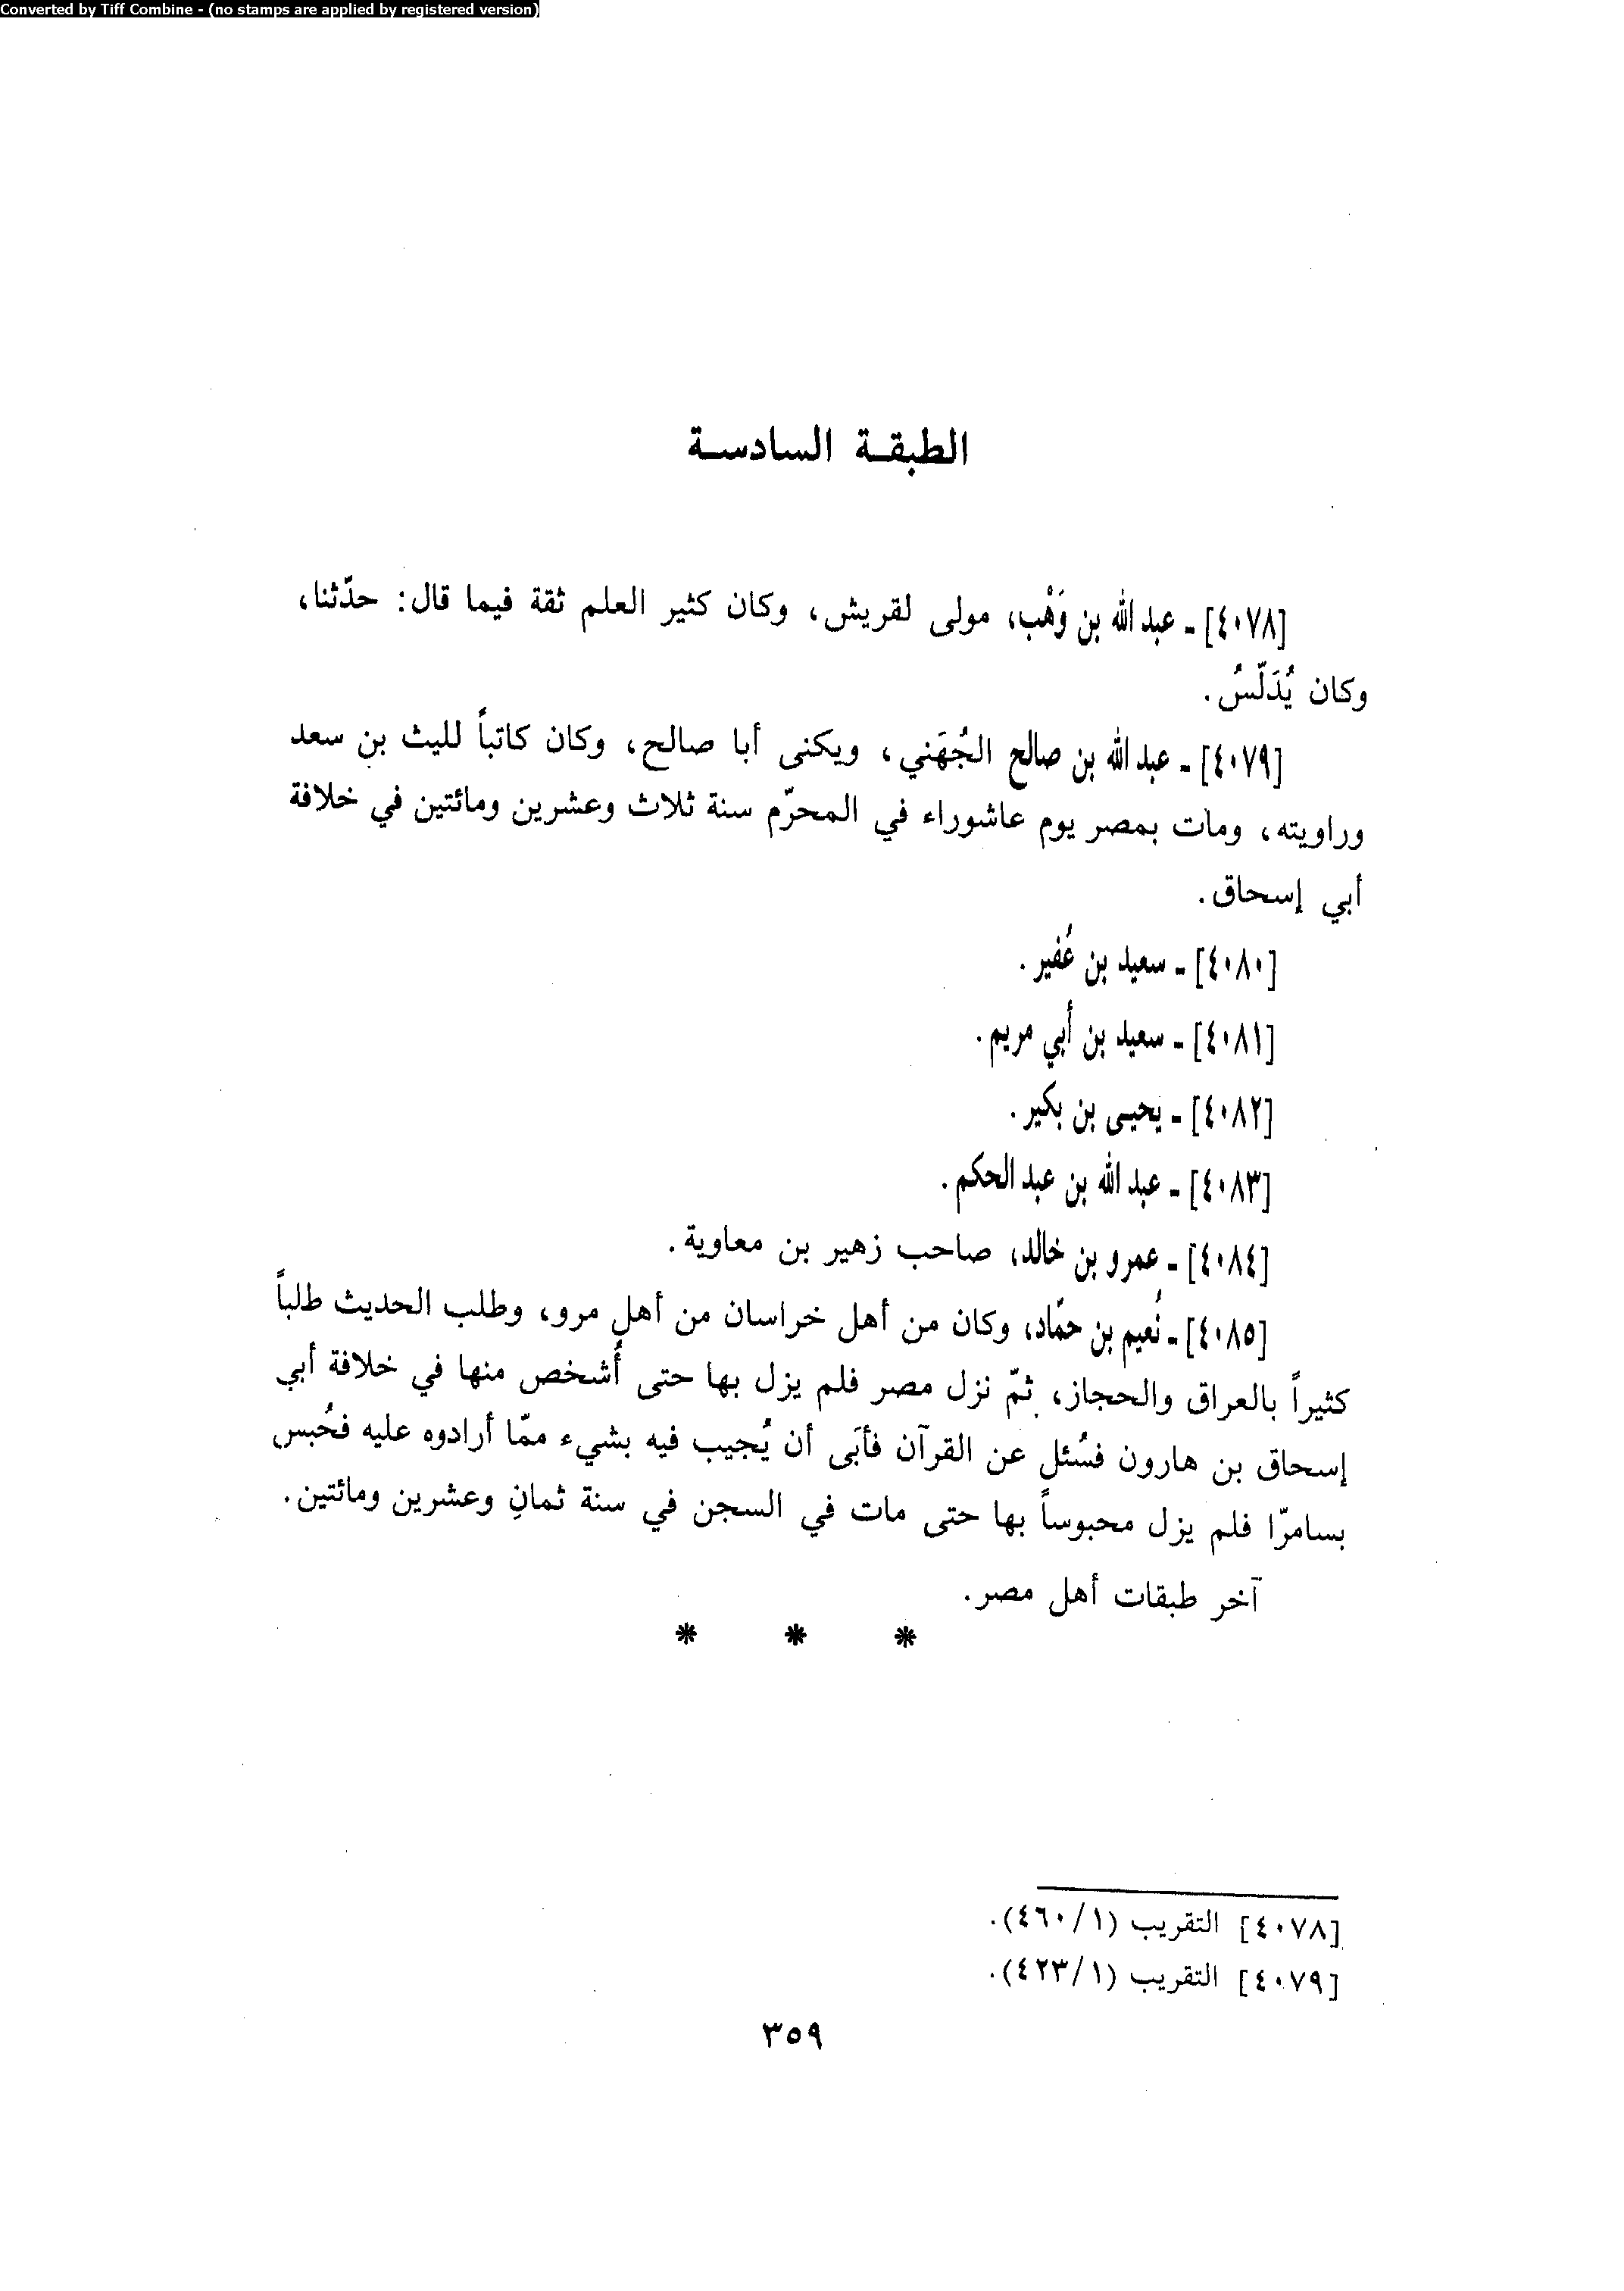 Converted by Tiff Combine - (no stamps are applied by registered version)
الطبقة السادسة
[٤٠٧٨] - عبد الله بن وَهْب، مولى لقريش، وكان كثير العلم ثقة فيما قال: حدّثنا،
وكان يُدَلّسُ.
[٤٠٧٩] - عبد الله بن صالح الجُهَني، ويكنى أبا صالح، وكان كاتباً لليث بن سعد
وراويته، ومات بمصر يوم عاشوراء في المحرّم سنة ثلاث وعشرين ومائتين في خلافة
أبي إسحاق.
[٤٠٨٠] - سعيد بن عُفير.
[٤٠٨١] - سعيد بن أبي مريم.
[٤٠٨٢] - يحيى بن بكير.
[٤٠٨٣] - عبد الله بن عبد الحكم.
[٤٠٨٤] - عمرو بن خالد، صاحب زهير بن معاوية.
[٤٠٨٥] - نُعيم بن حمّاد، وكان من أهل خراسان من أهل مرو، وطلب الحديث طلباً
كثيراً بالعراق والحجاز، ثمّ نزل مصر فلم يزل بها حتى أُشخص منها في خلافة أبي
إسحاق بن هارون فسُئل عن القرآن فأبَى أن يُجيب فيه بشيء ممّا أرادوه عليه فحُبس
بسامرّا فلم يزل محبوساً بها حتى مات في السجن في سنة ثمانِ وعشرين ومائتين.
آخر طبقات أهل مصر.
* * *
[٤٠٧٨] التقريب (١/٤٦٠).
[٤٠٧٩] التقريب (١/٤٢٣).
٣٥٩